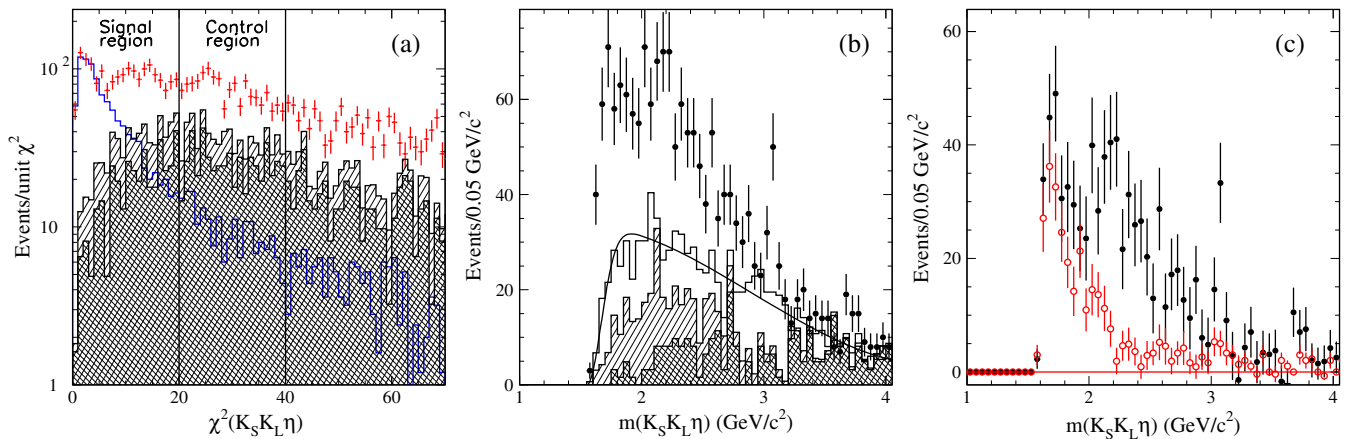 Signal
region
Control
region
(a)
Events/unit χ²
10²
10
1
0
20
40
60
χ²(K_S K_L η)
(b)
Events/0.05 GeV/c²
0
20
40
60
1
2
3
4
m(K_S K_L η) (GeV/c²)
(c)
Events/0.05 GeV/c²
0
20
40
60
1
2
3
4
m(K_S K_L η) (GeV/c²)